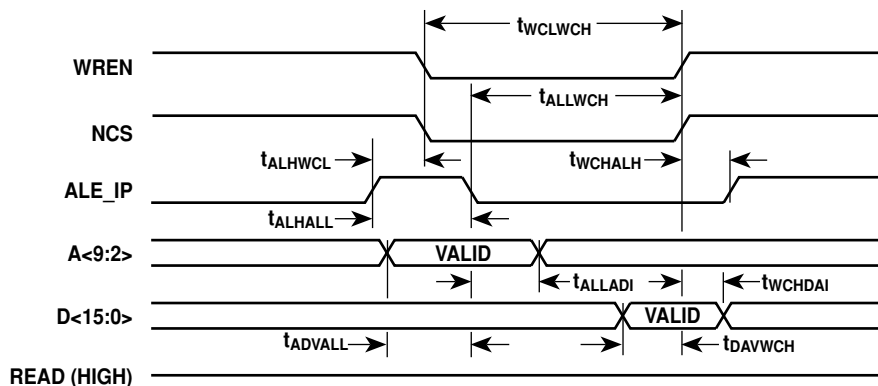 tWCLWCH
WREN
tALLWCH
NCS
tALHWCL
tWCHALH
ALE_IP
tALHALL
A<9:2>
VALID
tALLADI
tWCHDAI
D<15:0>
VALID
tADVALL
tDAVWCH
READ (HIGH)